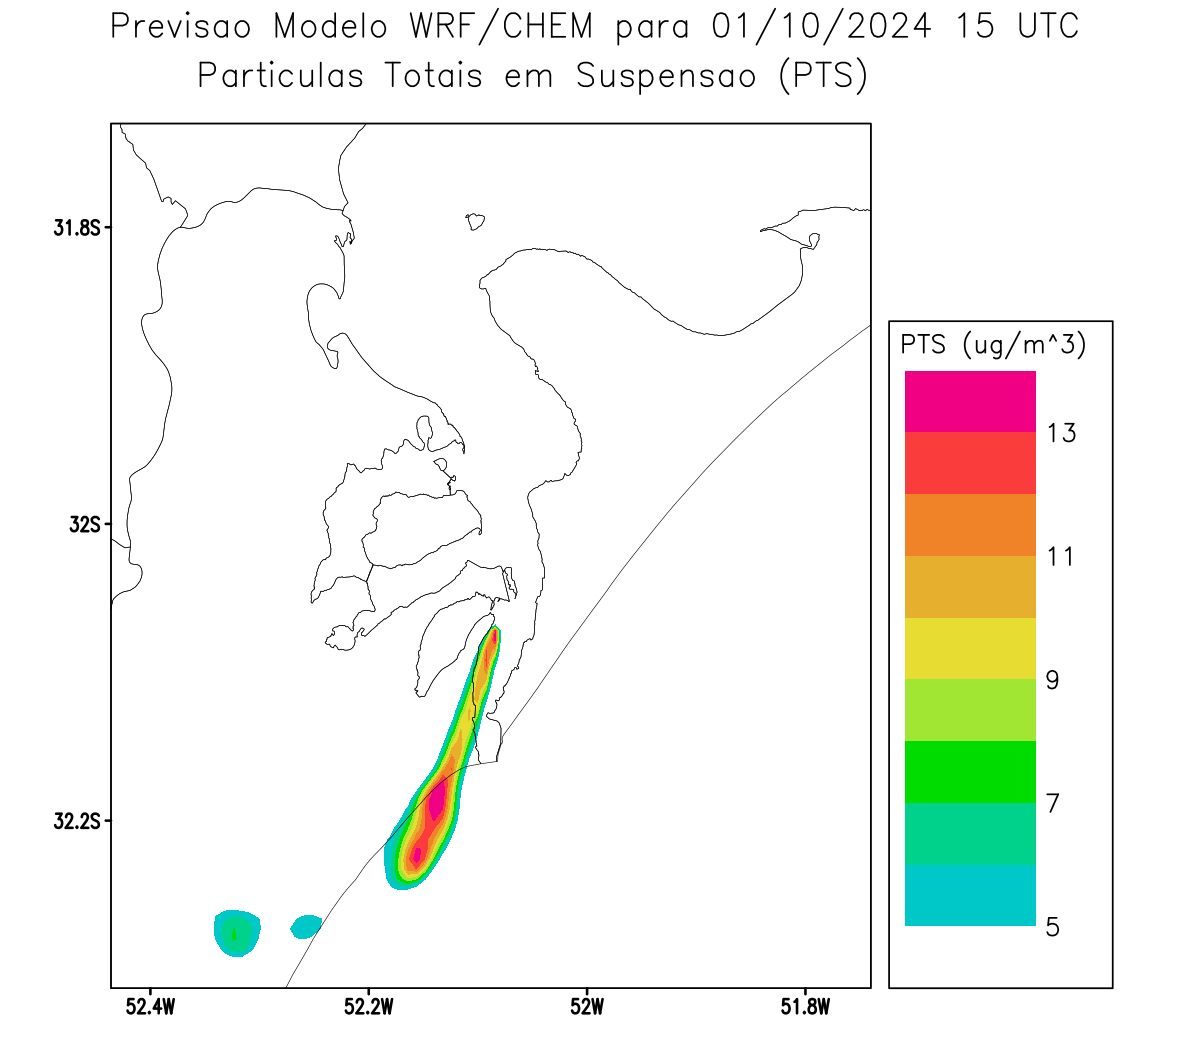 Previsao Modelo WRF/CHEM para 01/10/2024 15 UTC
Particulas Totais em Suspensao (PTS)
31.8S
32S
32.2S
52.4W
52.2W
52W
51.8W
PTS (ug/m^3)
13
11
9
7
5